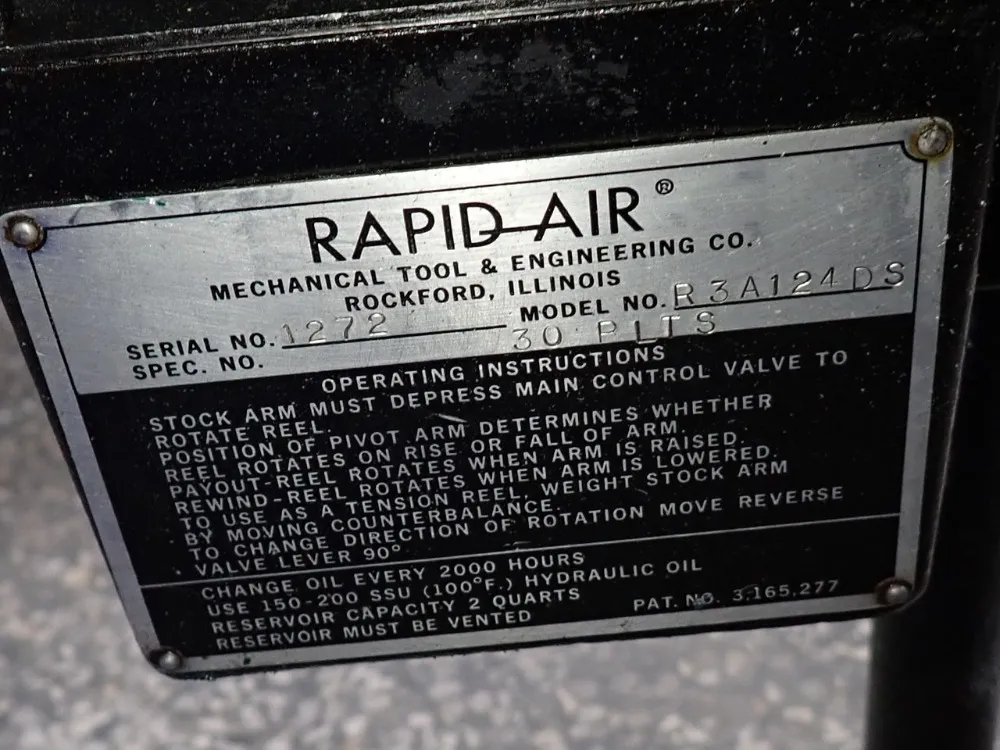 RAPID-AIR®
MECHANICAL TOOL & ENGINEERING CO.
ROCKFORD, ILLINOIS
SERIAL NO. 1272 MODEL NO. R3A124DS
SPEC. NO. 30 PLTS
OPERATING INSTRUCTIONS
STOCK ARM MUST DEPRESS MAIN CONTROL VALVE TO
ROTATE REEL.
POSITION OF PIVOT ARM DETERMINES WHETHER
REEL ROTATES ON RISE OR FALL OF ARM.
PAYOUT-REEL ROTATES WHEN ARM IS RAISED.
REWIND-REEL ROTATES WHEN ARM IS LOWERED.
TO USE AS A TENSION REEL, WEIGHT STOCK ARM
BY MOVING COUNTERBALANCE.
TO CHANGE DIRECTION OF ROTATION MOVE REVERSE
VALVE LEVER 90°
CHANGE OIL EVERY 2000 HOURS
USE 150-200 SSU (100°F.) HYDRAULIC OIL
RESERVOIR CAPACITY 2 QUARTS
RESERVOIR MUST BE VENTED
PAT. NO. 3,165,277